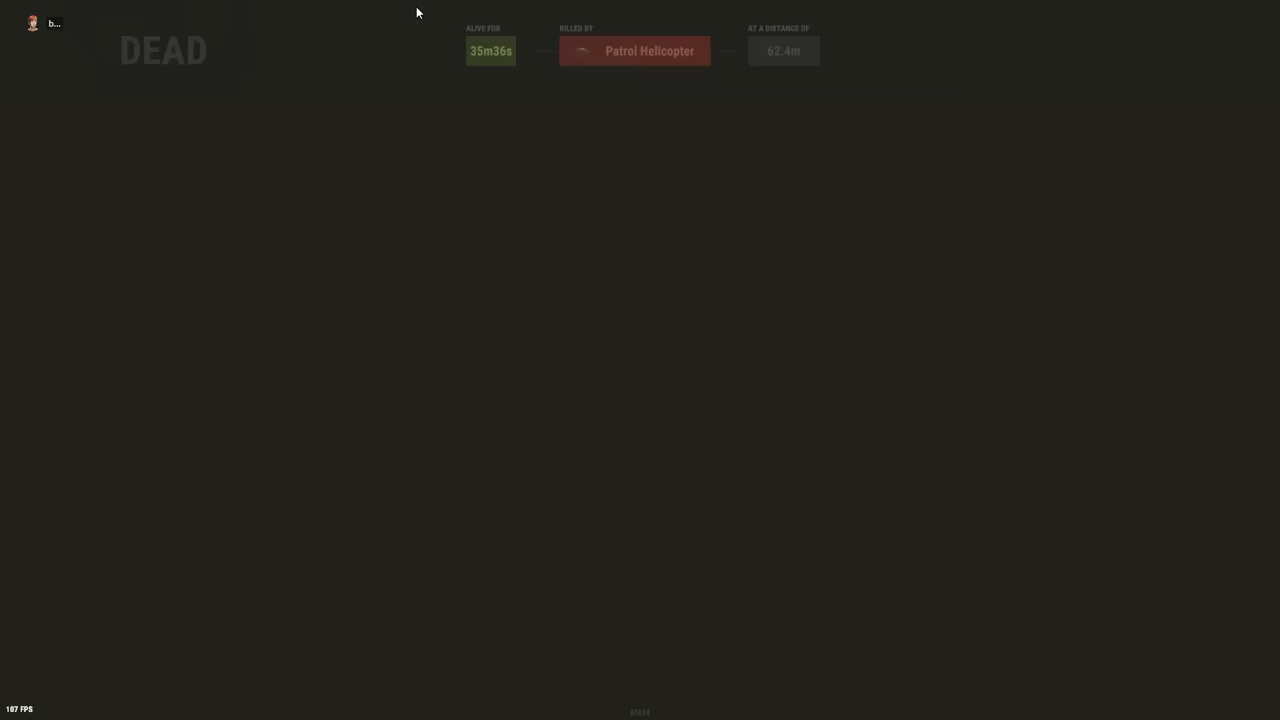 b...
DEAD
ALIVE FOR
35m36s
KILLED BY
Patrol Helicopter
AT A DISTANCE OF
62.4m
107 FPS